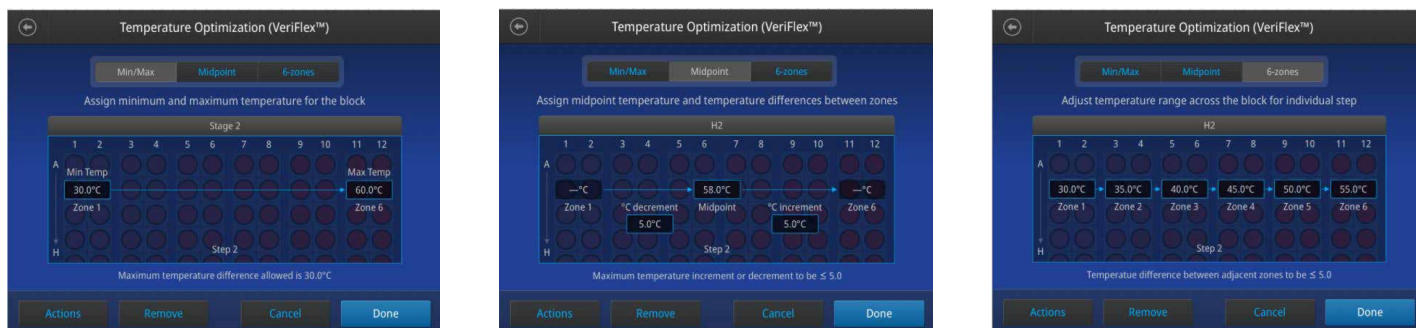 Temperature Optimization (VeriFlex™)
Min/Max Midpoint 6-zones
Assign minimum and maximum temperature for the block
Stage 2
1 2 3 4 5 6 7 8 9 10 11 12
A
Min Temp Max Temp
30.0°C 60.0°C
Zone 1 Zone 6
H
Step 2
Maximum temperature difference allowed is 30.0°C
Actions Remove Cancel Done
Temperature Optimization (VeriFlex™)
Min/Max Midpoint 6-zones
Assign midpoint temperature and temperature differences between zones
H2
1 2 3 4 5 6 7 8 9 10 11 12
A
—°C 58.0°C —°C
Zone 1 °C decrement Midpoint °C increment Zone 6
5.0°C 5.0°C
H
Step 2
Maximum temperature increment or decrement to be ≤ 5.0
Actions Remove Cancel Done
Temperature Optimization (VeriFlex™)
Min/Max Midpoint 6-zones
Adjust temperature range across the block for individual step
H2
1 2 3 4 5 6 7 8 9 10 11 12
A
30.0°C 35.0°C 40.0°C 45.0°C 50.0°C 55.0°C
Zone 1 Zone 2 Zone 3 Zone 4 Zone 5 Zone 6
H
Step 2
Temperatue difference between adjacent zones to be ≤ 5.0
Actions Remove Cancel Done